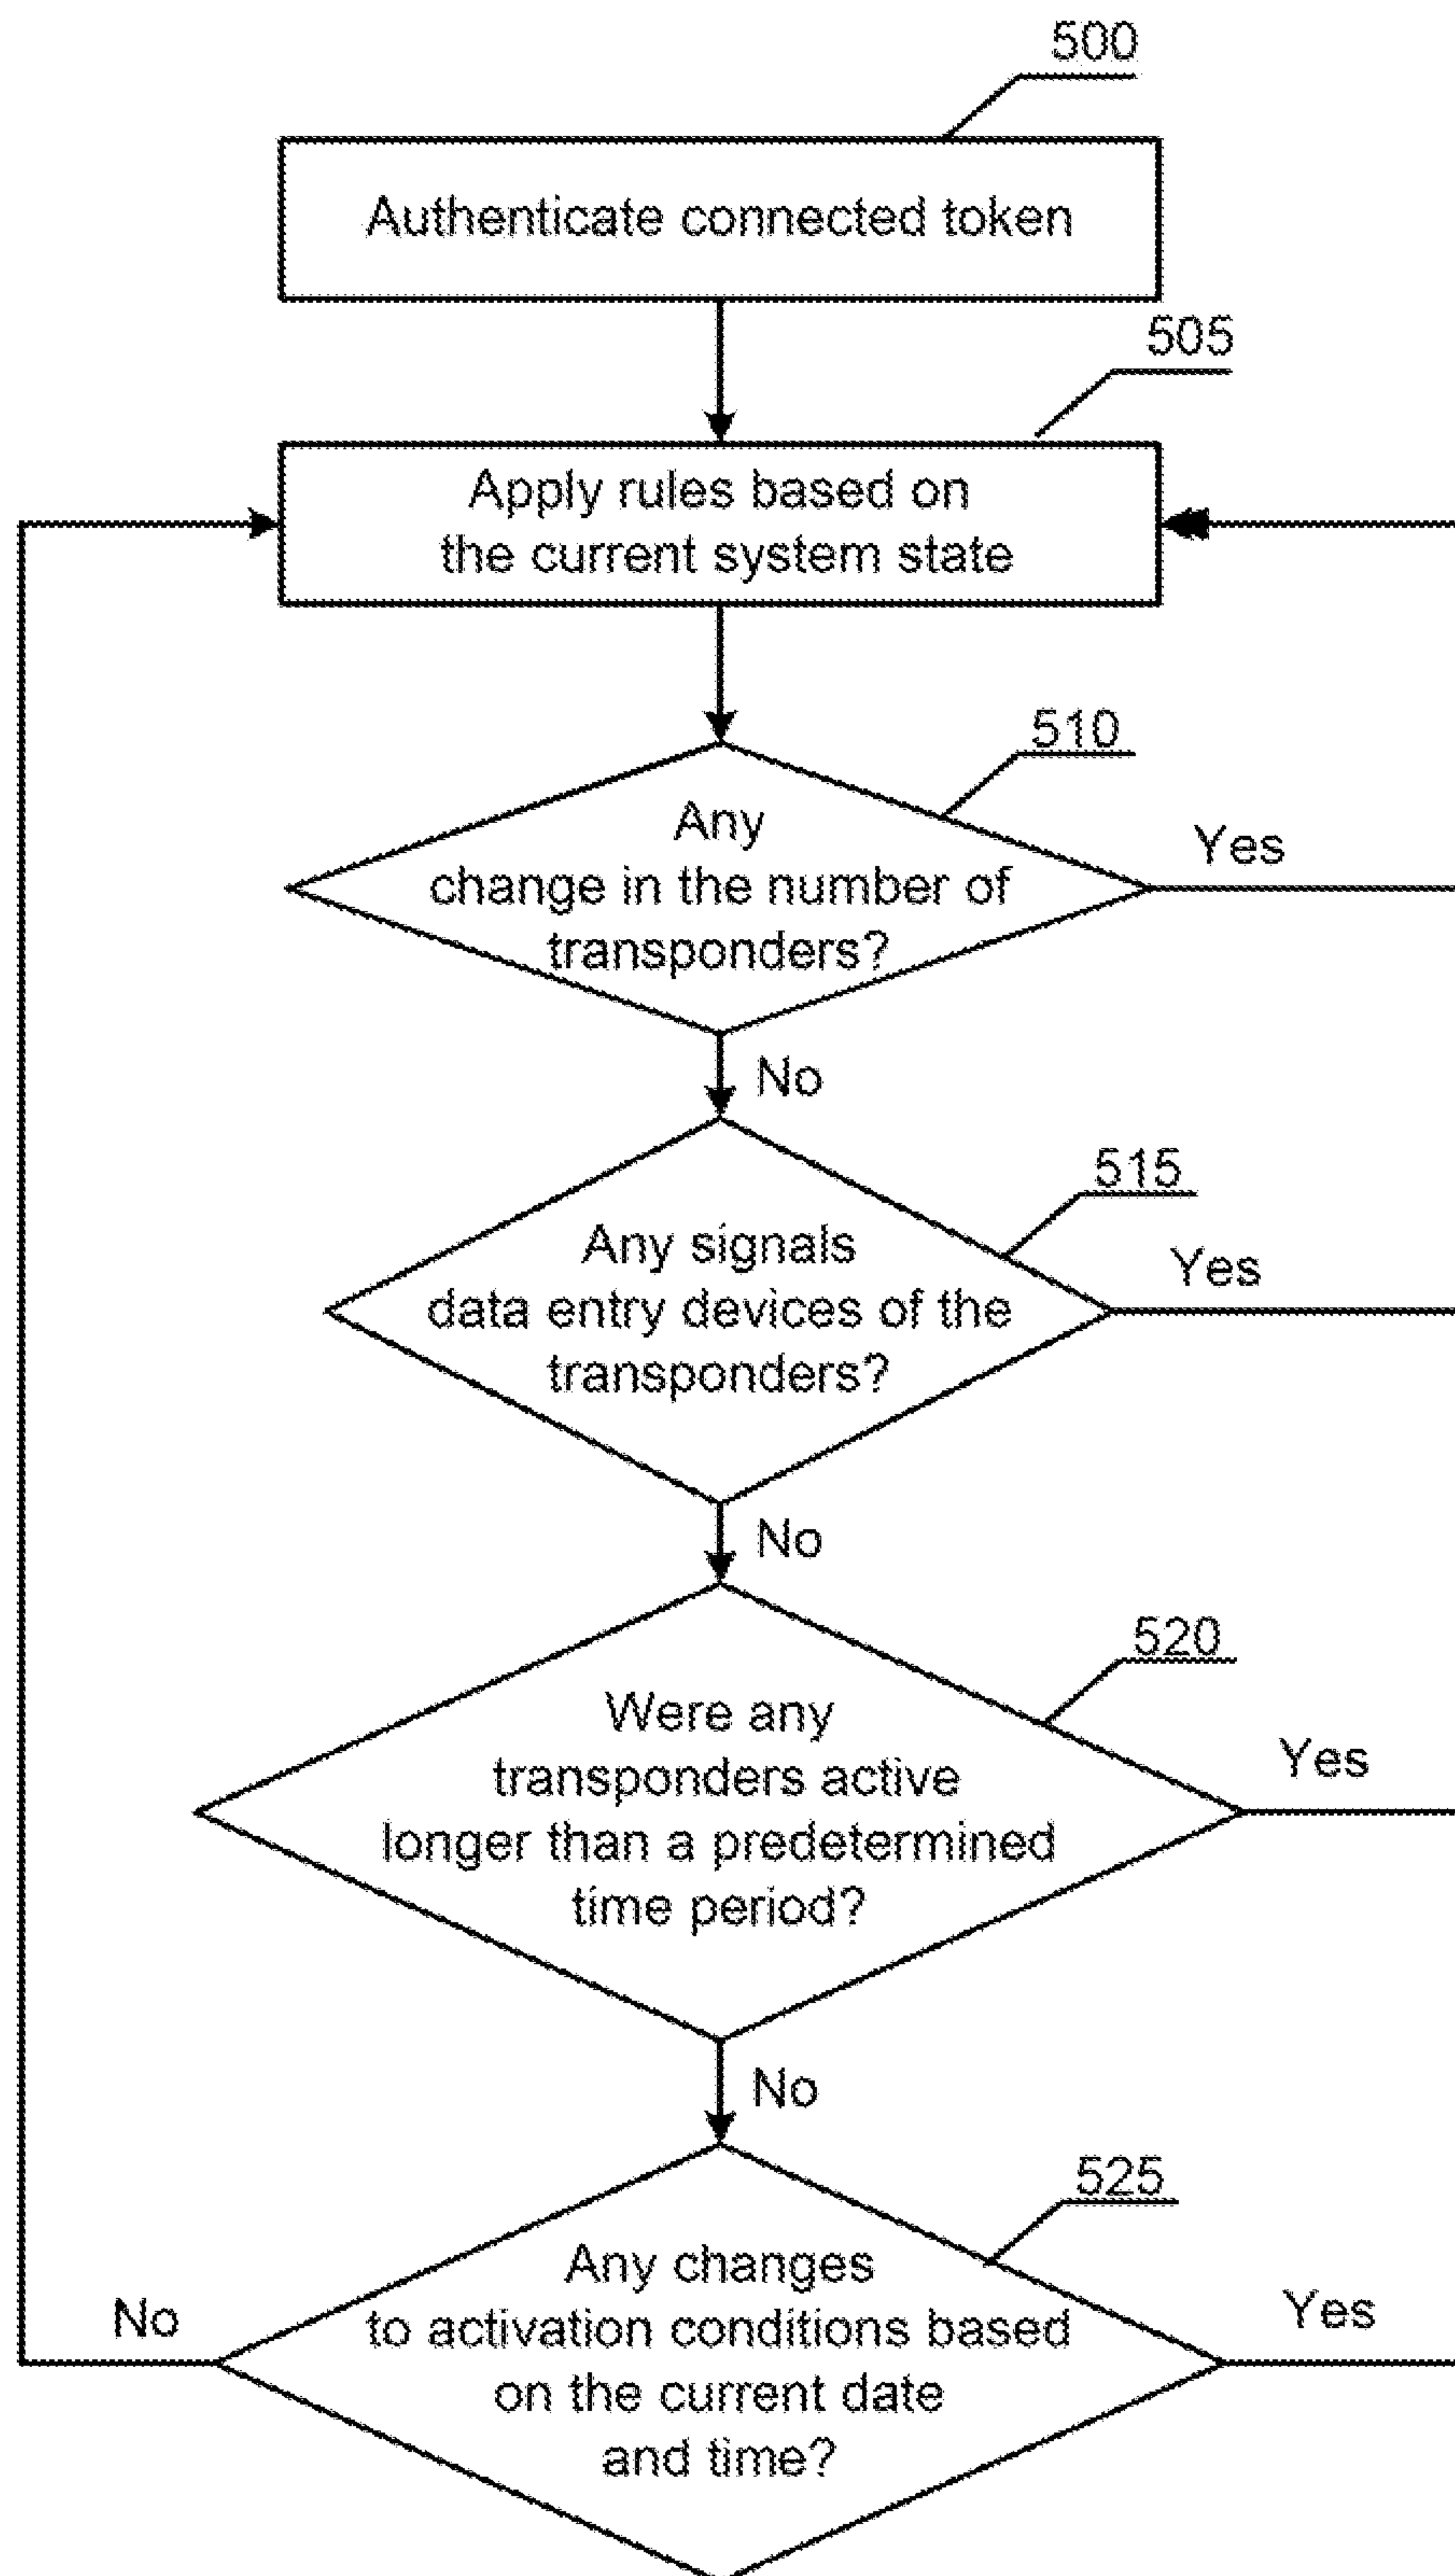 500
Authenticate connected token
505
Apply rules based on
the current system state
510
Any
change in the number of
transponders?
Yes
No
515
Any signals
data entry devices of the
transponders?
Yes
No
520
Were any
transponders active
longer than a predetermined
time period?
Yes
No
525
Any changes
to activation conditions based
on the current date
and time?
No
Yes